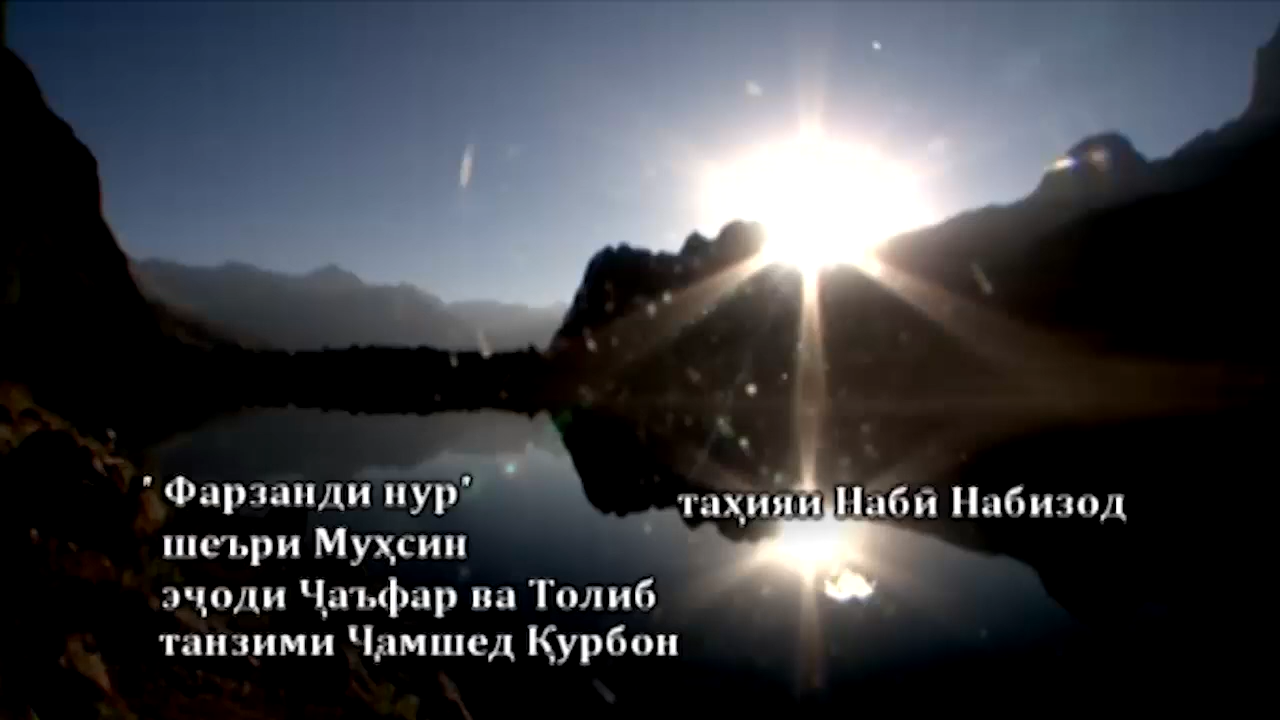 " Фарзанди нур"
шеъри Муҳсин
эҷоди Ҷаъфар ва Толиб
танзими Ҷамшед Қурбон
таҳияи Набӣ Набизод